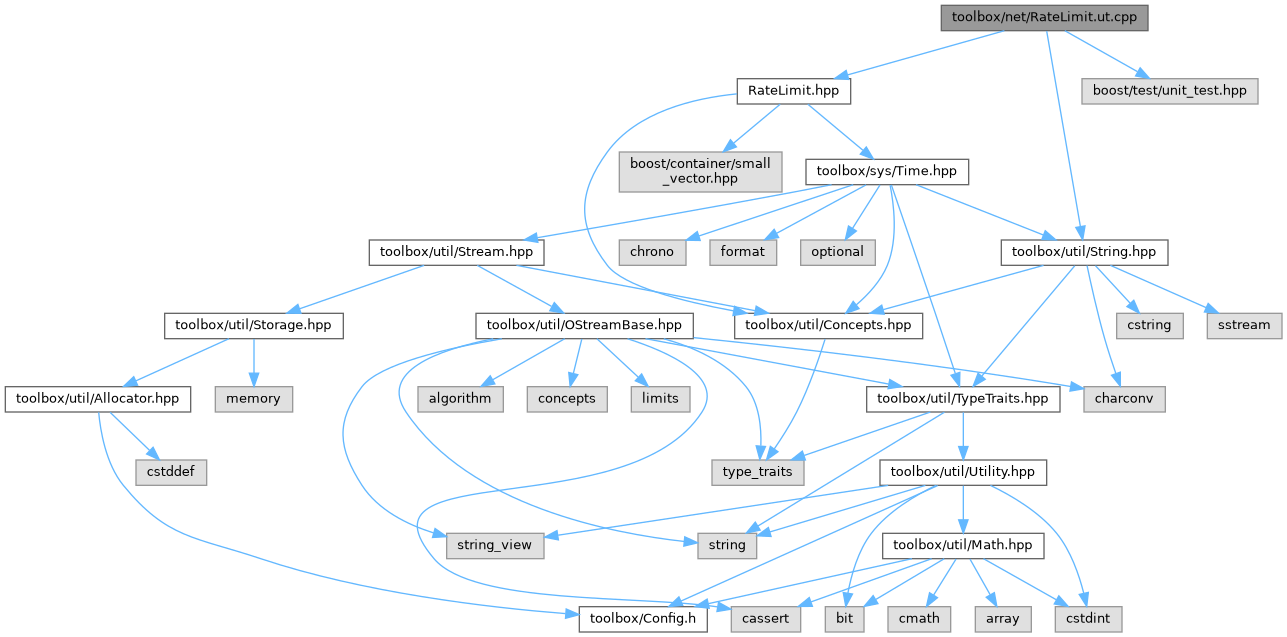 toolbox/net/RateLimit.ut.cpp
RateLimit.hpp
boost/test/unit_test.hpp
boost/container/small
_vector.hpp
toolbox/sys/Time.hpp
toolbox/util/Stream.hpp
chrono
format
optional
toolbox/util/String.hpp
toolbox/util/Storage.hpp
toolbox/util/OStreamBase.hpp
toolbox/util/Concepts.hpp
cstring
sstream
toolbox/util/Allocator.hpp
memory
algorithm
concepts
limits
toolbox/util/TypeTraits.hpp
charconv
cstddef
type_traits
toolbox/util/Utility.hpp
string_view
string
toolbox/util/Math.hpp
toolbox/Config.h
cassert
bit
cmath
array
cstdint